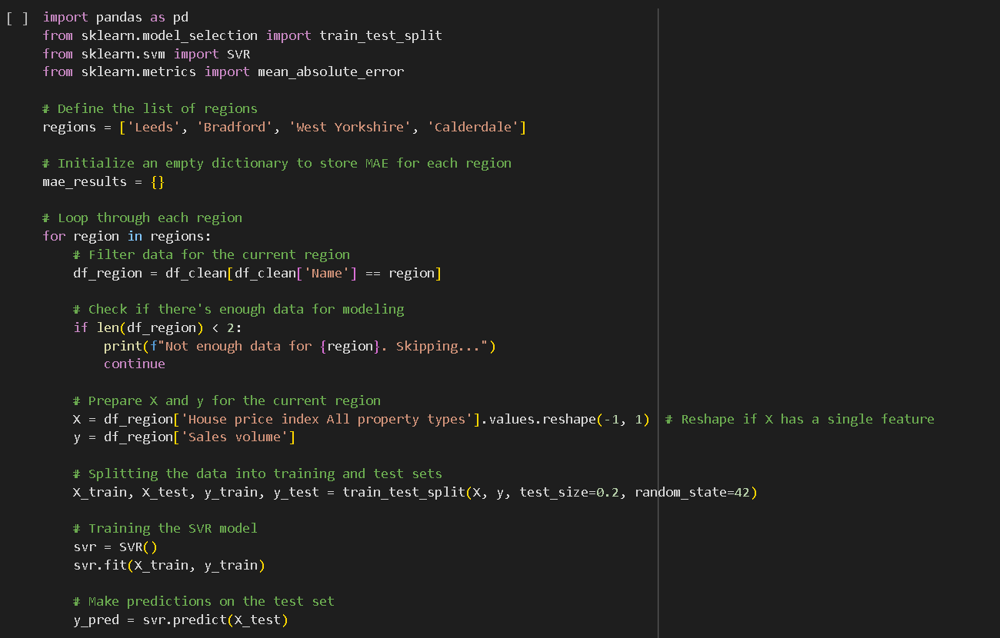 [ ] import pandas as pd
from sklearn.model_selection import train_test_split
from sklearn.svm import SVR
from sklearn.metrics import mean_absolute_error
# Define the list of regions
regions = ['Leeds', 'Bradford', 'West Yorkshire', 'Calderdale']
# Initialize an empty dictionary to store MAE for each region
mae_results = {}
# Loop through each region
for region in regions:
    # Filter data for the current region
    df_region = df_clean[df_clean['Name'] == region]
    # Check if there's enough data for modeling
    if len(df_region) < 2:
        print(f"Not enough data for {region}. Skipping...")
        continue
    # Prepare X and y for the current region
    X = df_region['House price index All property types'].values.reshape(-1, 1)  # Reshape if X has a single feature
    y = df_region['Sales volume']
    # Splitting the data into training and test sets
    X_train, X_test, y_train, y_test = train_test_split(X, y, test_size=0.2, random_state=42)
    # Training the SVR model
    svr = SVR()
    svr.fit(X_train, y_train)
    # Make predictions on the test set
    y_pred = svr.predict(X_test)